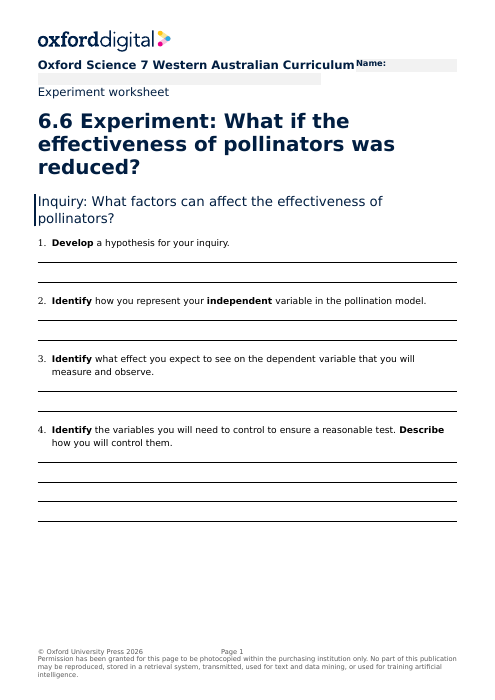 oxforddigital
Oxford Science 7 Western Australian Curriculum Name:
Experiment worksheet
6.6 Experiment: What if the
effectiveness of pollinators was
reduced?
Inquiry: What factors can affect the effectiveness of
pollinators?
1. Develop a hypothesis for your inquiry.
2. Identify how you represent your independent variable in the pollination model.
3. Identify what effect you expect to see on the dependent variable that you will
measure and observe.
4. Identify the variables you will need to control to ensure a reasonable test. Describe
how you will control them.
© Oxford University Press 2026 Page 1
Permission has been granted for this page to be photocopied within the purchasing institution only. No part of this publication
may be reproduced, stored in a retrieval system, transmitted, used for text and data mining, or used for training artificial
intelligence.